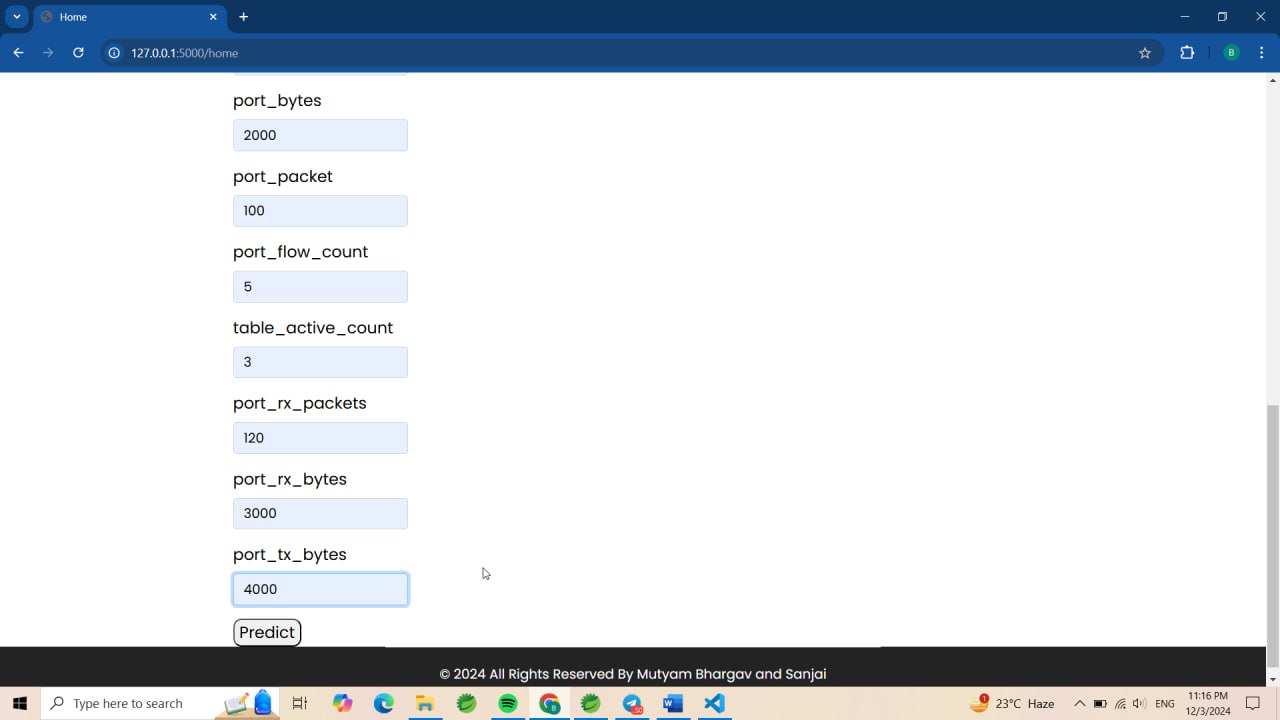 Home
127.0.0.1:5000/home
B
port_bytes
2000
port_packet
100
port_flow_count
5
table_active_count
3
port_rx_packets
120
port_rx_bytes
3000
port_tx_bytes
4000
Predict
© 2024 All Rights Reserved By Mutyam Bhargav and Sanjai
Type here to search
1
23°C Haze
ENG
11:16 PM
12/3/2024